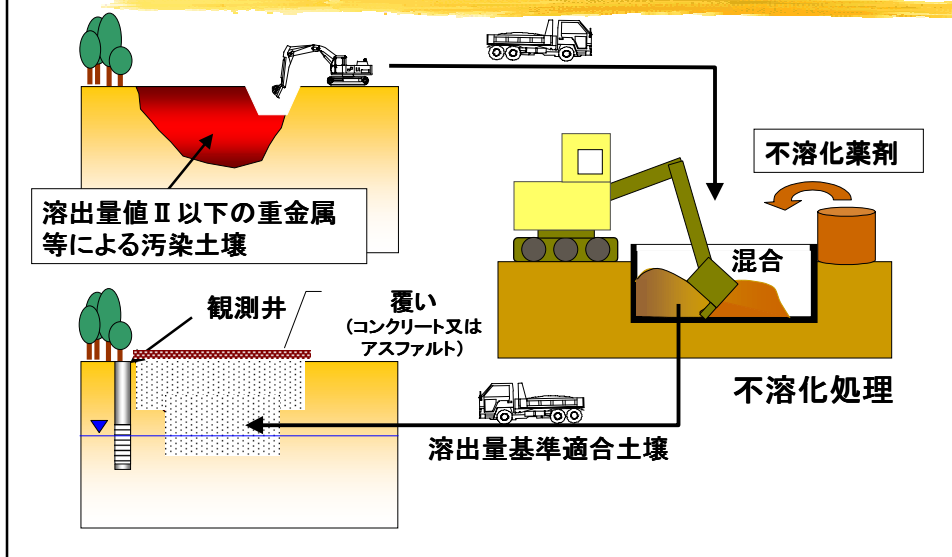 不溶化薬剤
溶出量値Ⅱ以下の重金属
等による汚染土壌
混合
観測井
覆い
(コンクリート又は
アスファルト)
不溶化処理
溶出量基準適合土壌